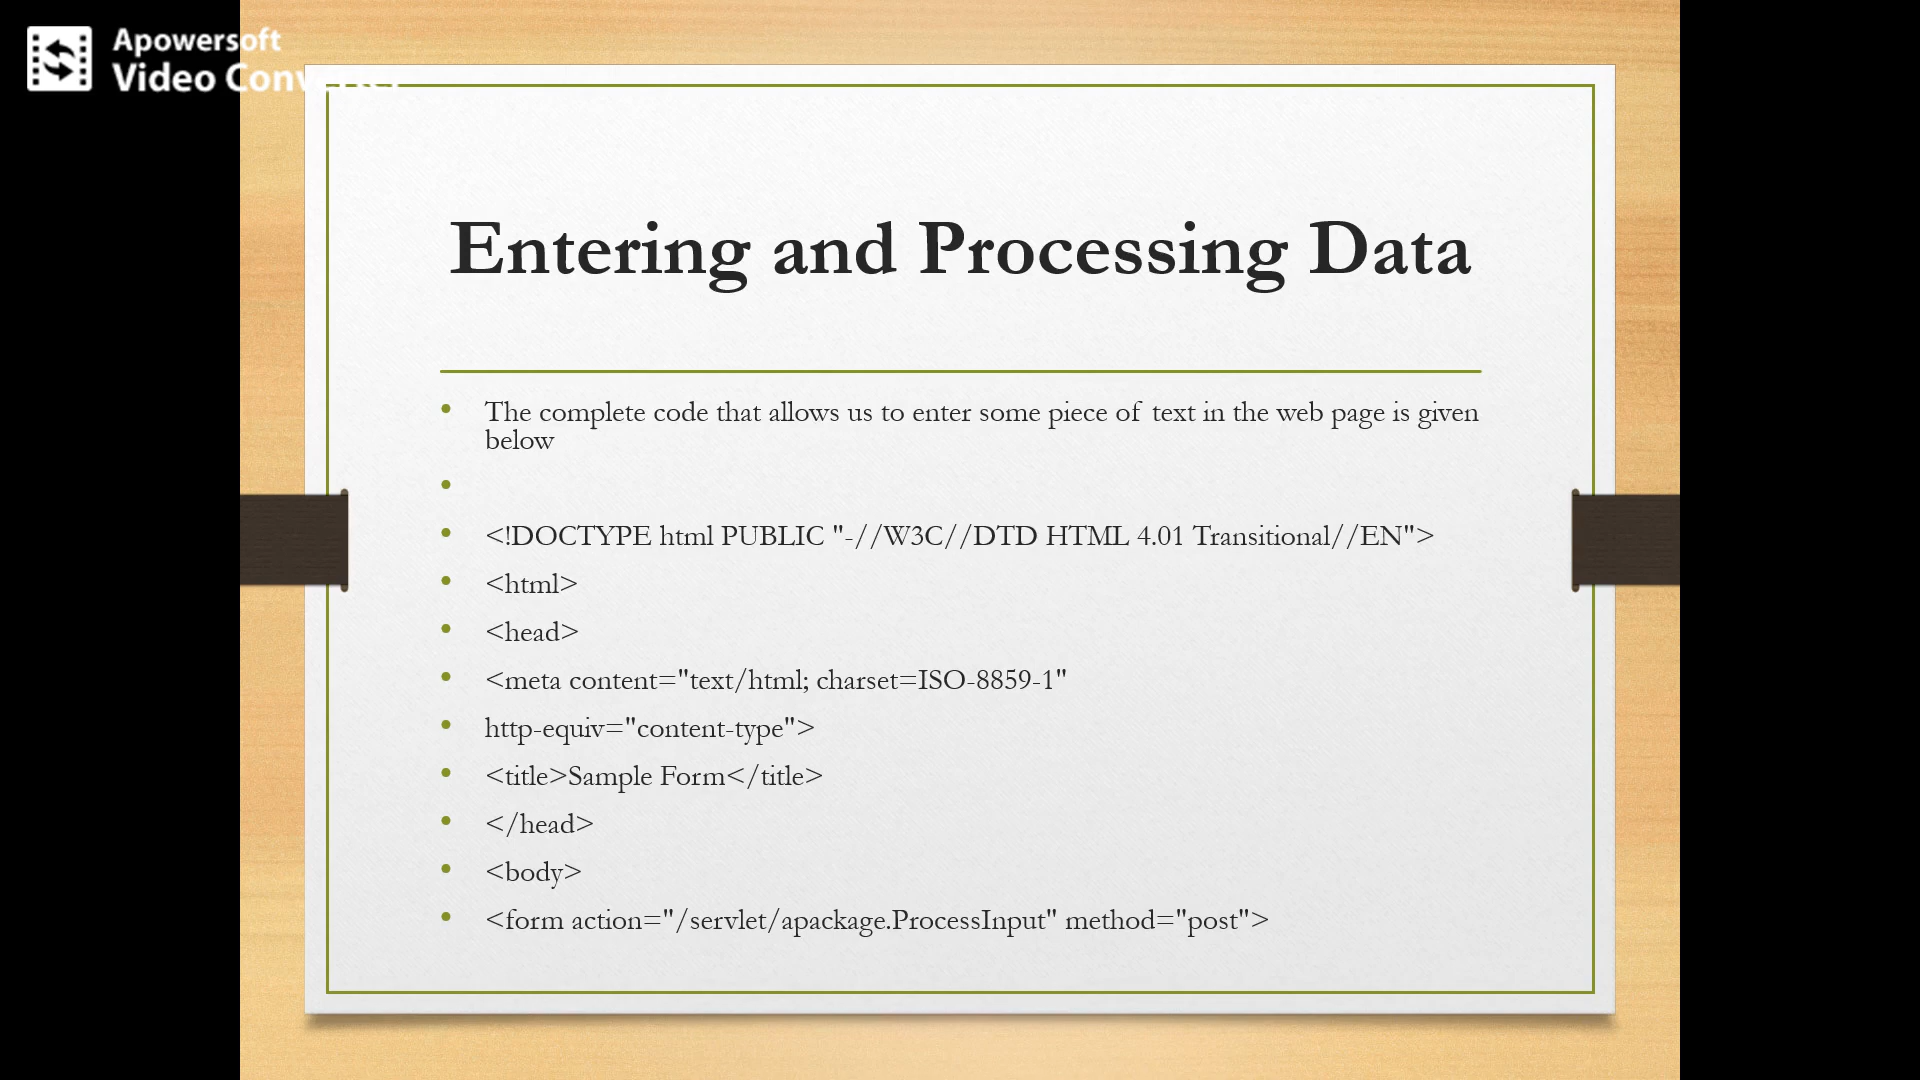 Apowersoft
Video Converter
Entering and Processing Data
The complete code that allows us to enter some piece of text in the web page is given
below
<!DOCTYPE html PUBLIC "-//W3C//DTD HTML 4.01 Transitional//EN">
<html>
<head>
<meta content="text/html; charset=ISO-8859-1"
http-equiv="content-type">
<title>Sample Form</title>
</head>
<body>
<form action="/servlet/apackage.ProcessInput" method="post">